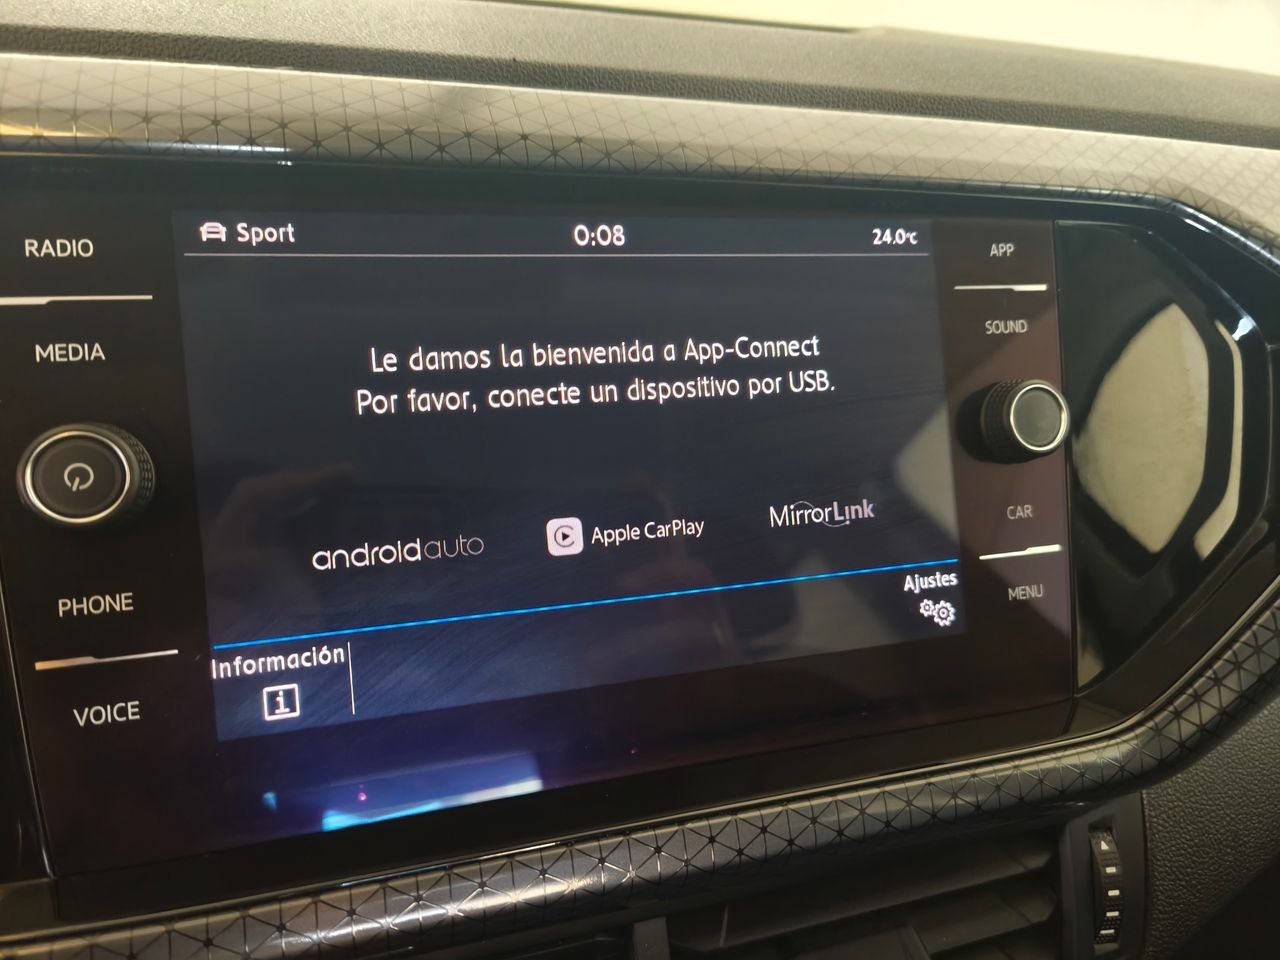 RADIO
MEDIA
PHONE
VOICE
Sport
0:08
24.0°C
Le damos la bienvenida a App-Connect
Por favor, conecte un dispositivo por USB.
androidauto
Apple CarPlay
MirrorLink
Ajustes
Información
i
APP
SOUND
CAR
MENU